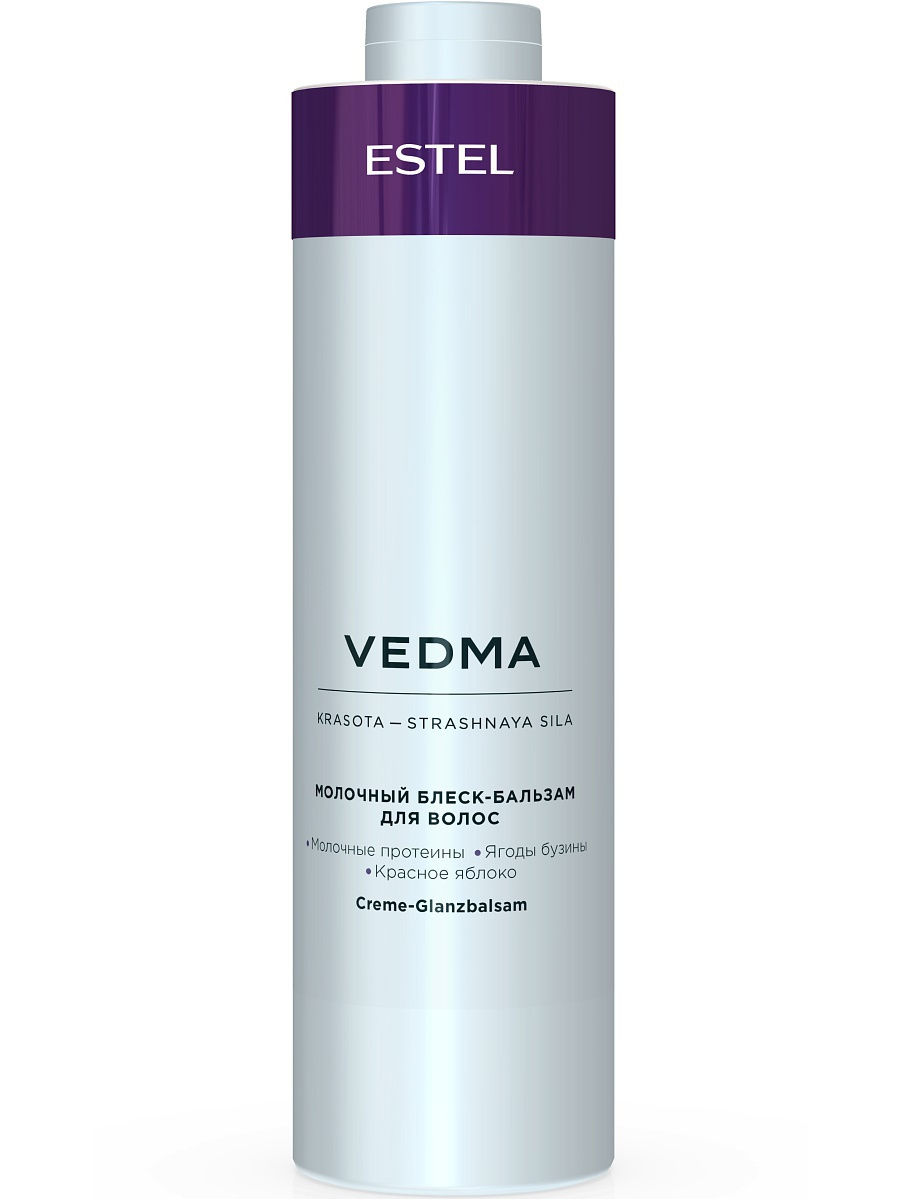 ESTEL
VEDMA
KRASOTA — STRASHNAYA SILA
МОЛОЧНЫЙ БЛЕСК-БАЛЬЗАМ
ДЛЯ ВОЛОС
•Молочные протеины •Ягоды бузины
•Красное яблоко
Creme-Glanzbalsam